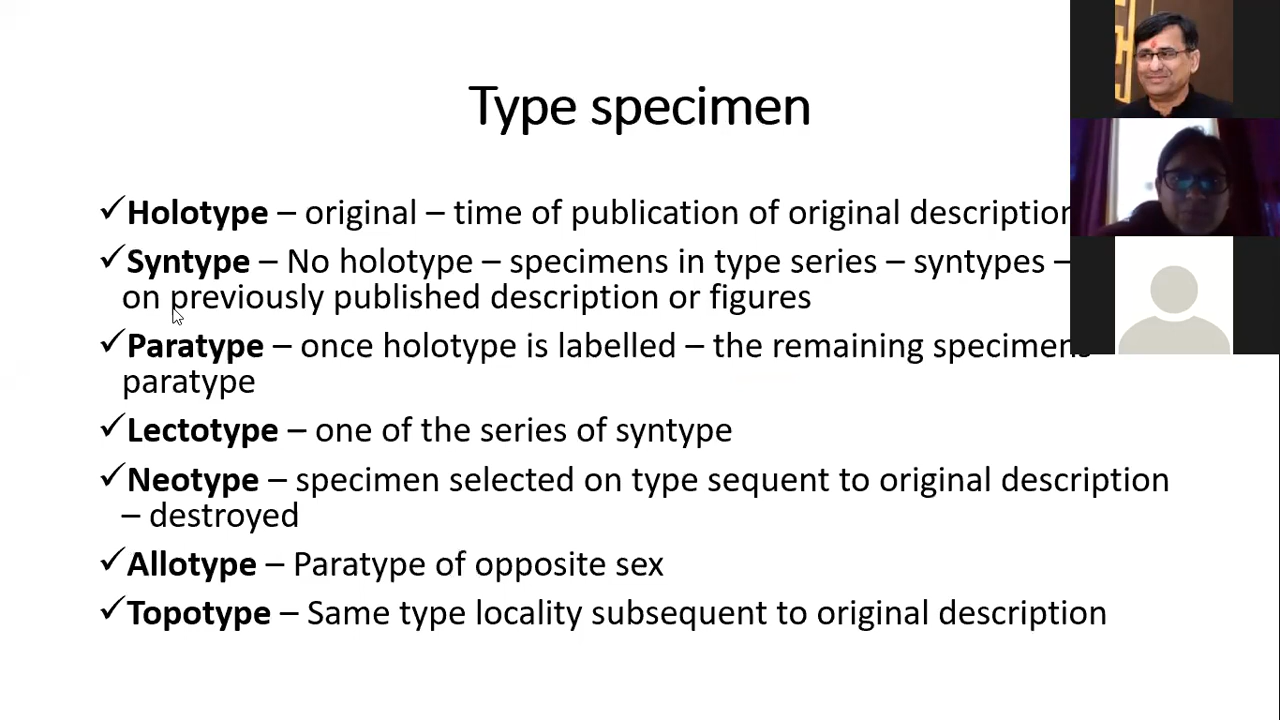 Type specimen
✓Holotype – original – time of publication of original description
✓Syntype – No holotype – specimens in type series – syntypes –
on previously published description or figures
✓Paratype – once holotype is labelled – the remaining specimens
paratype
✓Lectotype – one of the series of syntype
✓Neotype – specimen selected on type sequent to original description
– destroyed
✓Allotype – Paratype of opposite sex
✓Topotype – Same type locality subsequent to original description